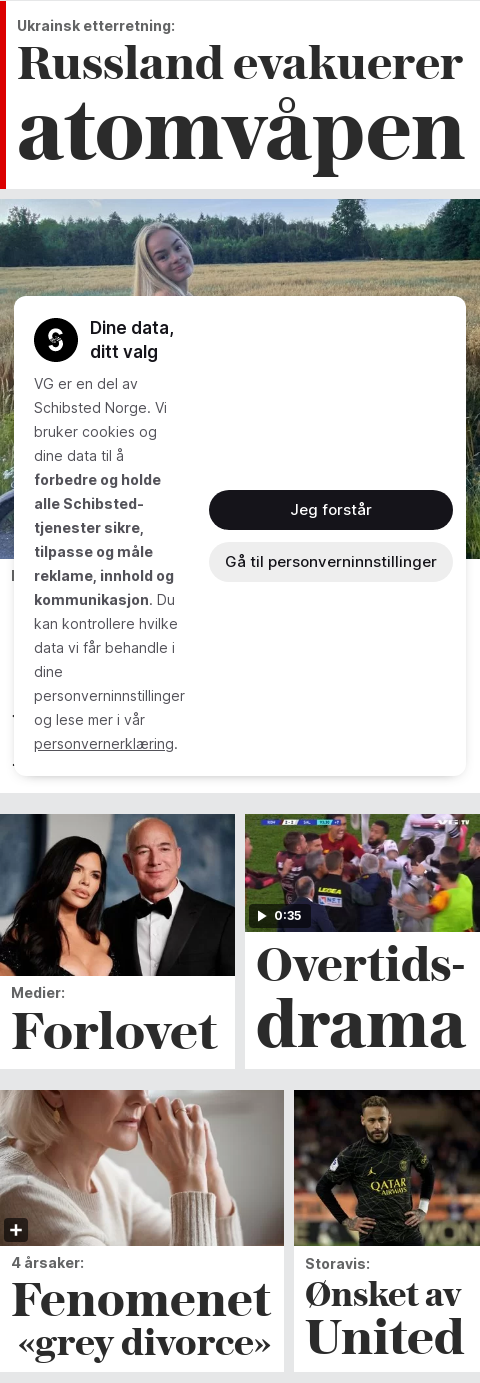 Ukrainsk etterretning:
Russland evakuerer
atomvåpen
Dine data,
ditt valg
VG er en del av
Schibsted Norge. Vi
bruker cookies og
dine data til å
forbedre og holde
alle Schibsted-
tjenester sikre,
tilpasse og måle
reklame, innhold og
kommunikasjon. Du
kan kontrollere hvilke
data vi får behandle i
dine
personverninnstillinger
og lese mer i vår
personvernerklæring.
Jeg forstår
Gå til personverninnstillinger
0:35
Medier:
Forlovet
Overtids-
drama
QATAR
AIRWAYS
4 årsaker:
Fenomenet
«grey divorce»
Storavis:
Ønsket av
United